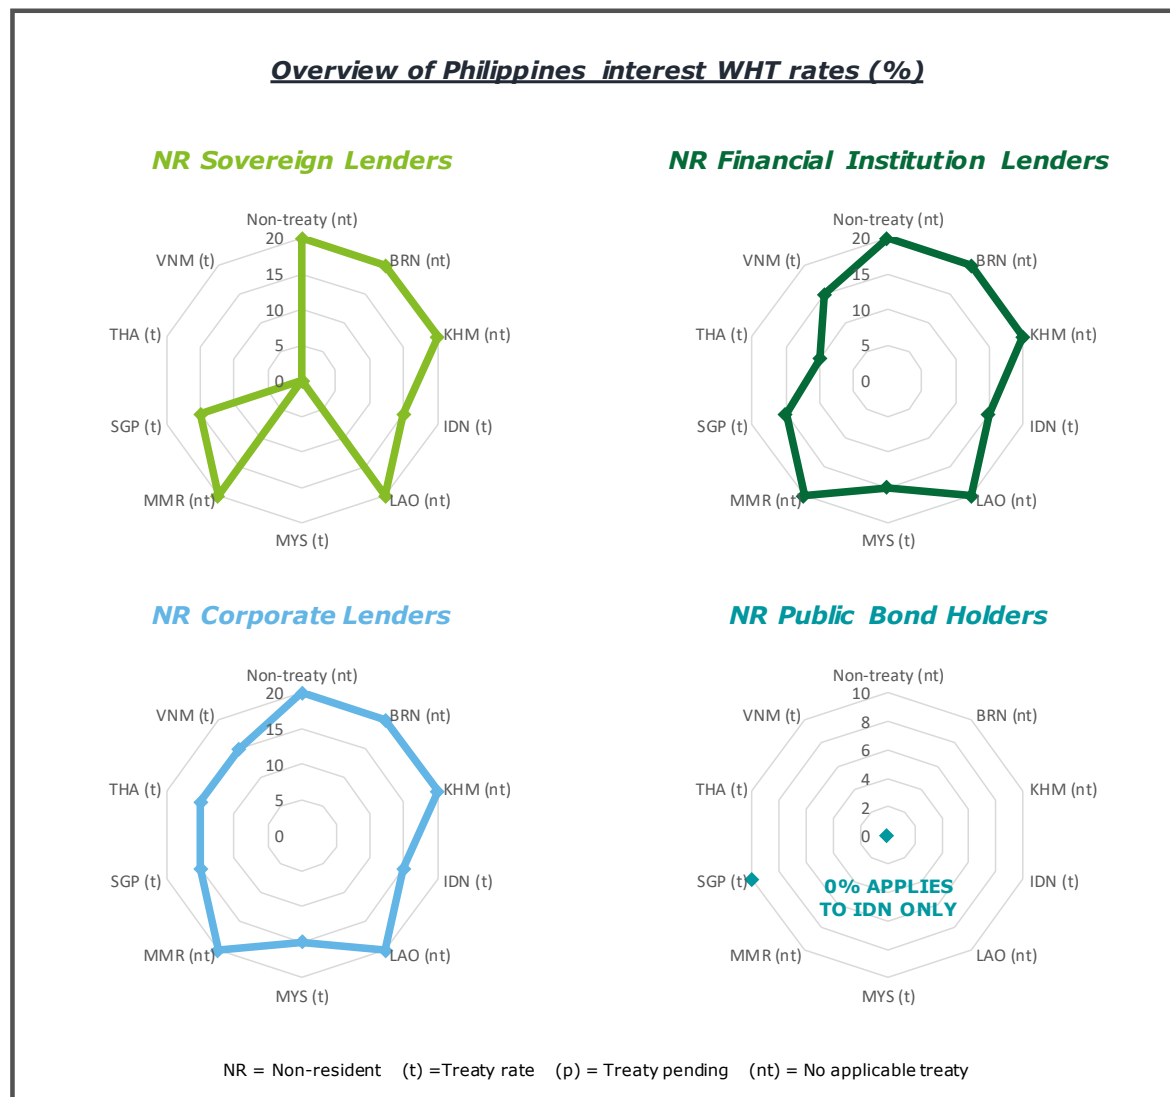 Overview of Philippines interest WHT rates (%)
NR Sovereign Lenders
Non-treaty (nt)
BRN (nt)
KHM (nt)
IDN (t)
LAO (nt)
MYS (t)
MMR (nt)
SGP (t)
THA (t)
VNM (t)
20
15
10
5
0
NR Financial Institution Lenders
Non-treaty (nt)
BRN (nt)
KHM (nt)
IDN (t)
LAO (nt)
MYS (t)
MMR (nt)
SGP (t)
THA (t)
VNM (t)
20
15
10
5
0
NR Corporate Lenders
Non-treaty (nt)
BRN (nt)
KHM (nt)
IDN (t)
LAO (nt)
MYS (t)
MMR (nt)
SGP (t)
THA (t)
VNM (t)
20
15
10
5
0
NR Public Bond Holders
Non-treaty (nt)
BRN (nt)
KHM (nt)
IDN (t)
LAO (nt)
MYS (t)
MMR (nt)
SGP (t)
THA (t)
VNM (t)
10
8
6
4
2
0
0% APPLIES
TO IDN ONLY
NR = Non-resident (t) =Treaty rate (p) = Treaty pending (nt) = No applicable treaty